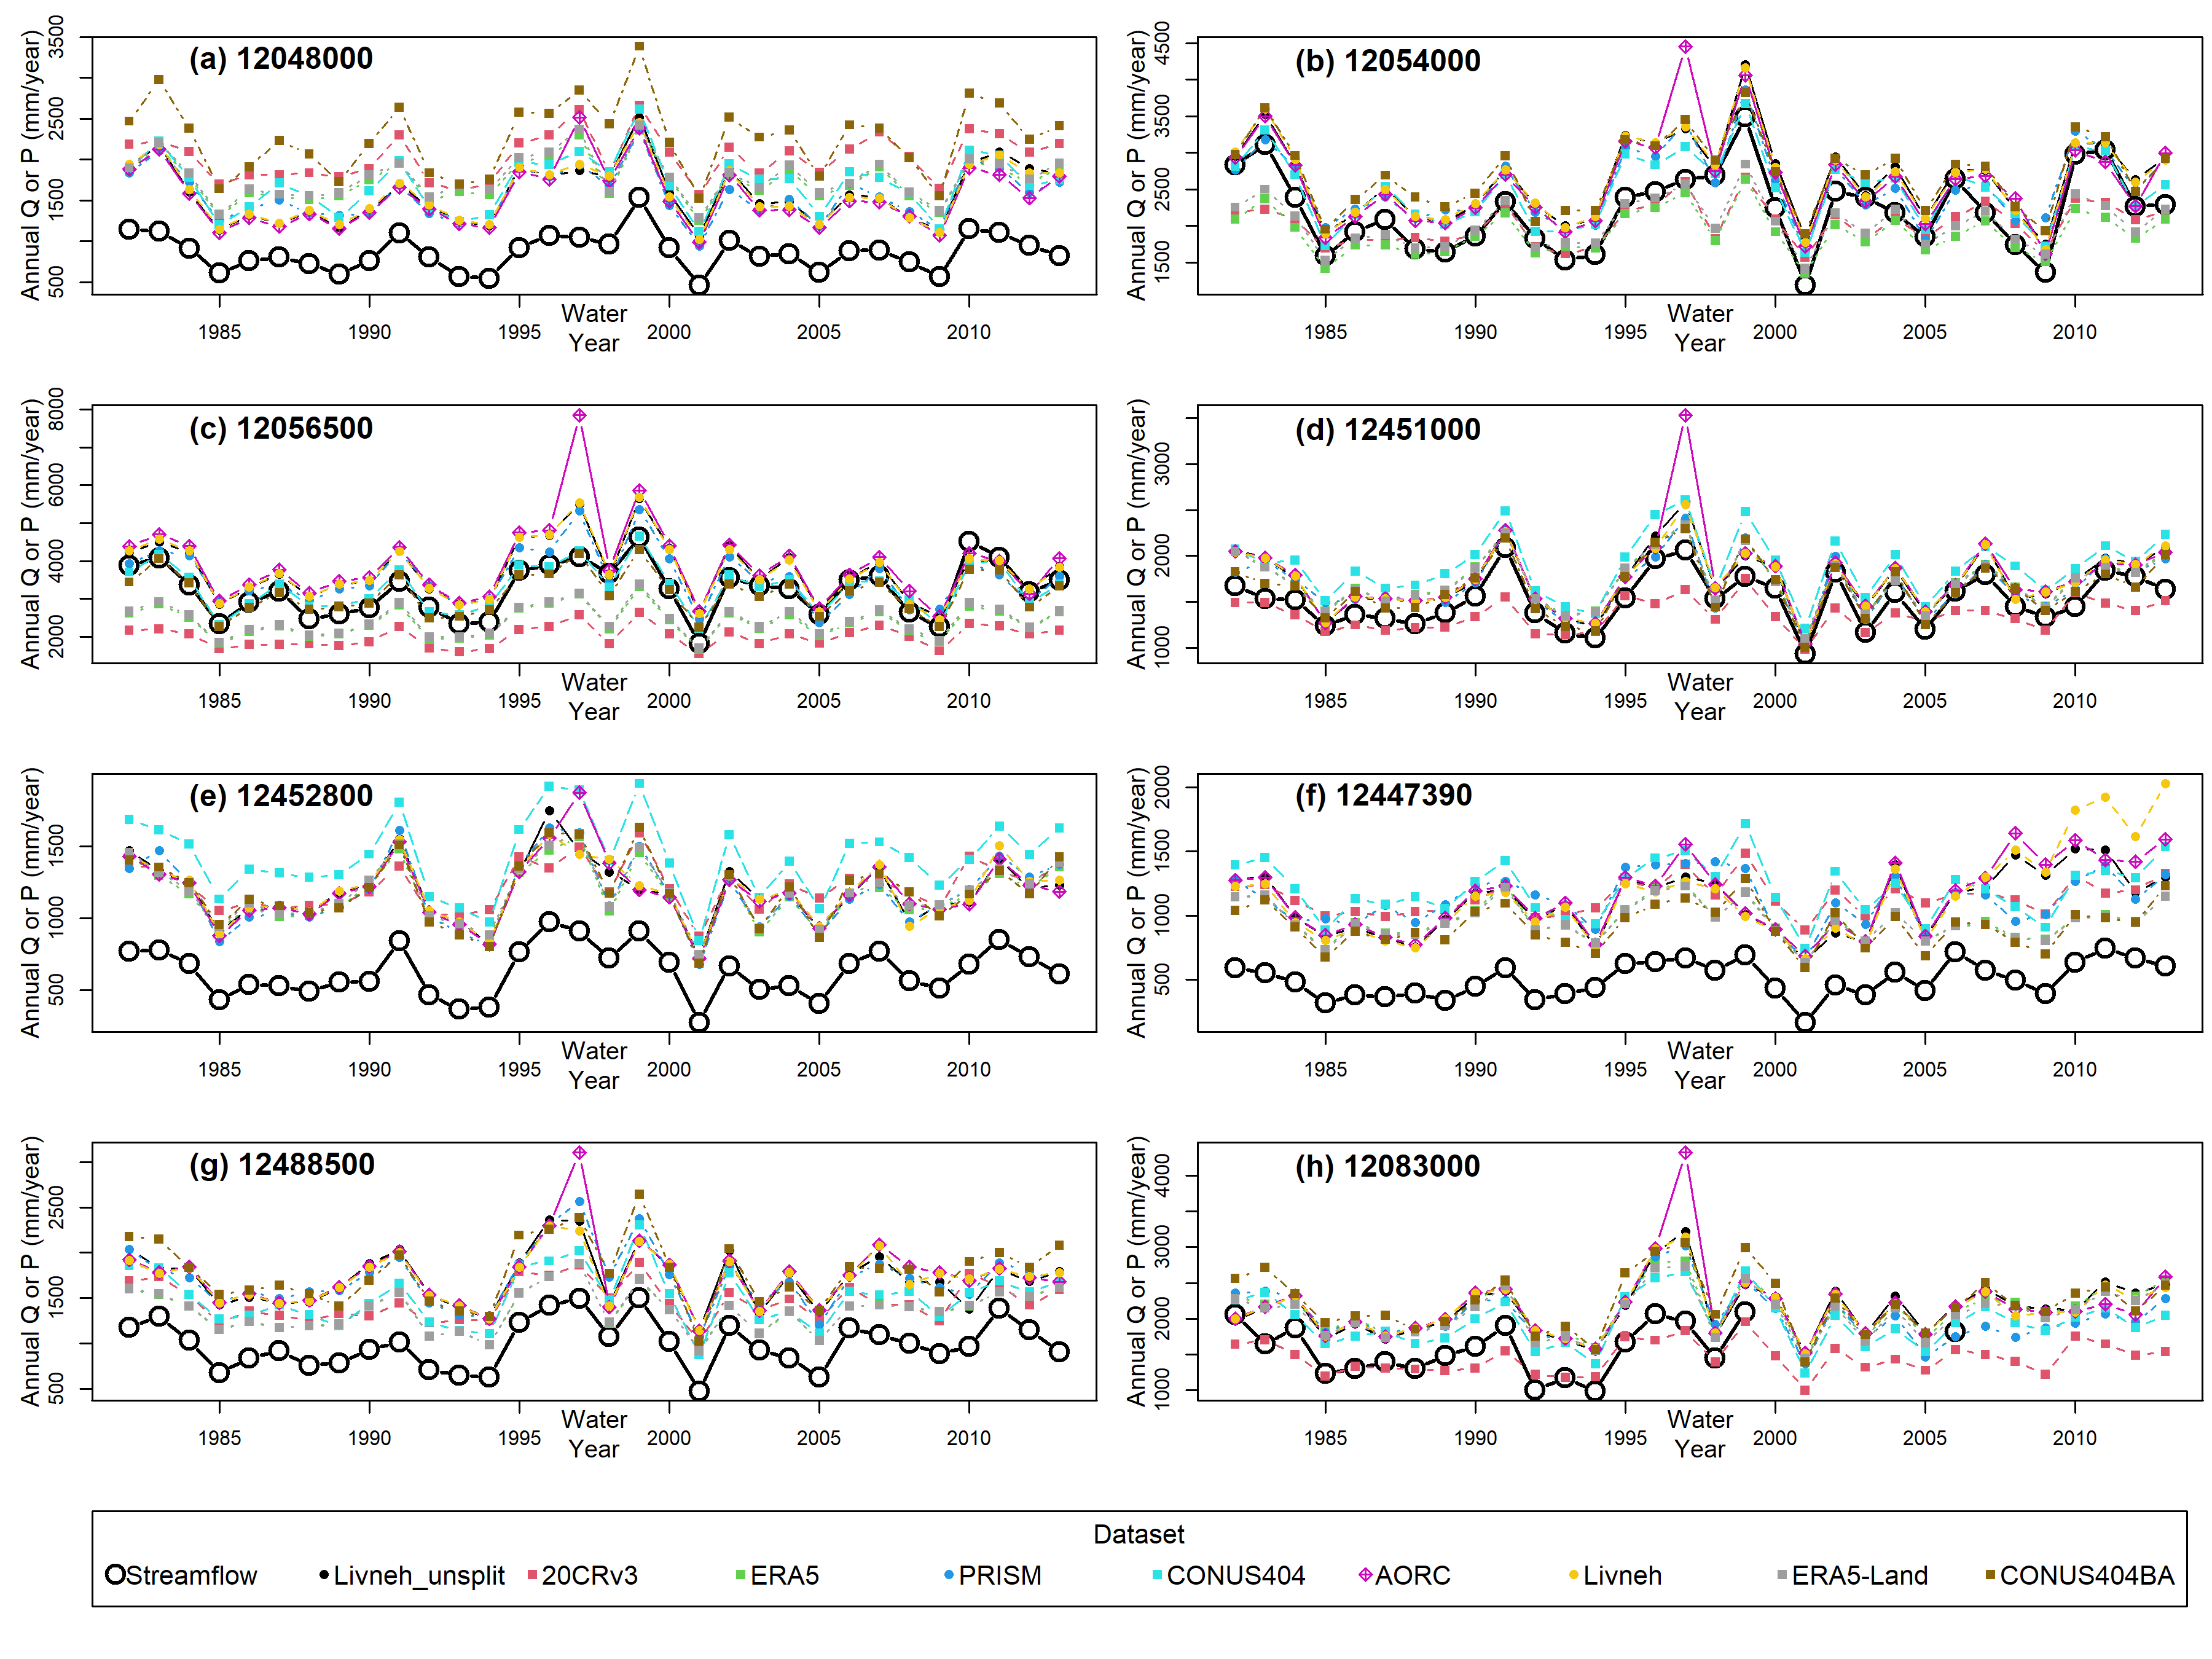 (a) 12048000
Annual Q or P (mm/year)
500 1500 2500 3500
1985 1990 1995 2000 2005 2010
Water
Year
(b) 12054000
Annual Q or P (mm/year)
1500 2500 3500 4500
1985 1990 1995 2000 2005 2010
Water
Year
(c) 12056500
Annual Q or P (mm/year)
2000 4000 6000 8000
1985 1990 1995 2000 2005 2010
Water
Year
(d) 12451000
Annual Q or P (mm/year)
1000 2000 3000
1985 1990 1995 2000 2005 2010
Water
Year
(e) 12452800
Annual Q or P (mm/year)
500 1000 1500
1985 1990 1995 2000 2005 2010
Water
Year
(f) 12447390
Annual Q or P (mm/year)
500 1000 1500 2000
1985 1990 1995 2000 2005 2010
Water
Year
(g) 12488500
Annual Q or P (mm/year)
500 1500 2500
1985 1990 1995 2000 2005 2010
Water
Year
(h) 12083000
Annual Q or P (mm/year)
1000 2000 3000 4000
1985 1990 1995 2000 2005 2010
Water
Year
Dataset
Streamflow Livneh_unsplit 20CRv3 ERA5 PRISM CONUS404 AORC Livneh ERA5-Land CONUS404BA